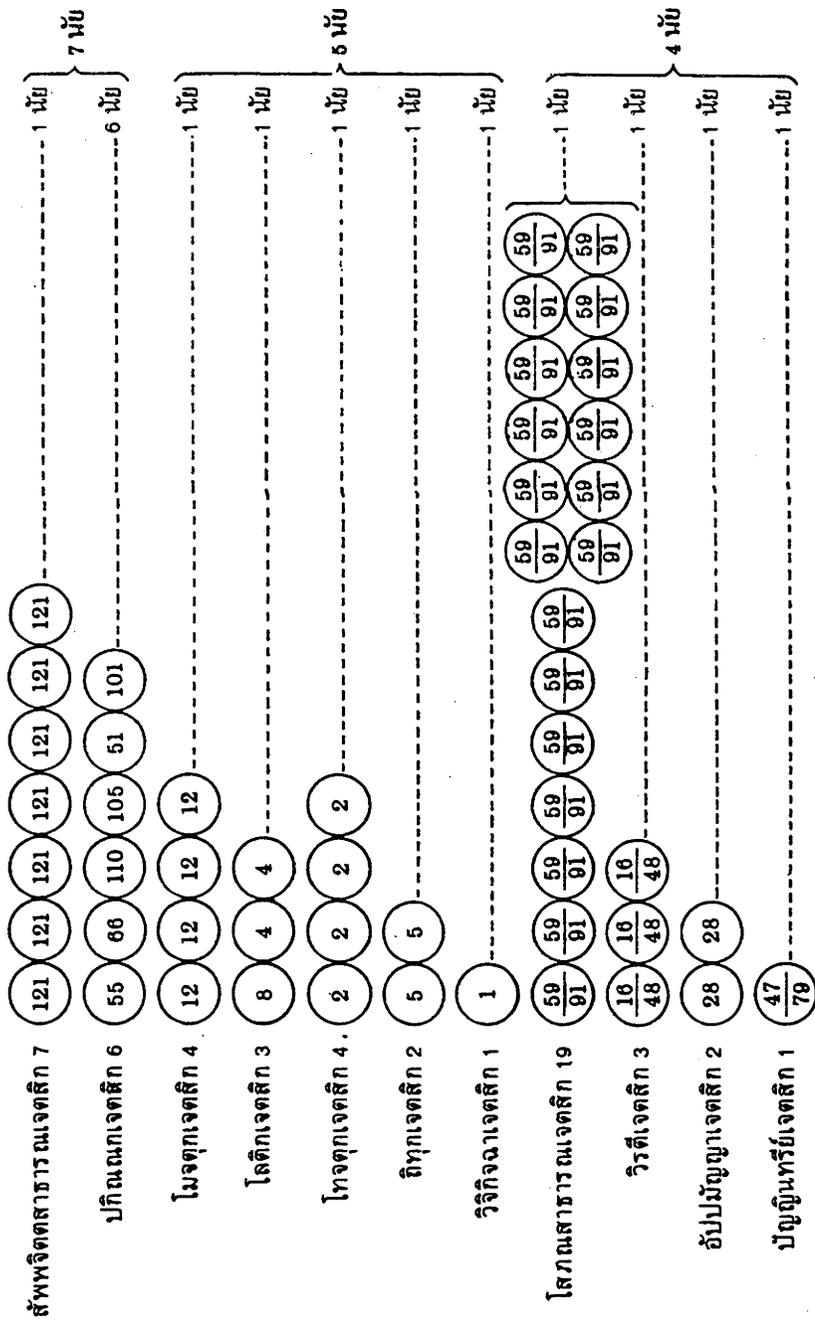 สัพพจิตตสาธารณเจตสิก 7 121 121 121 121 121 121 121 1 นัย
ปกิณณกเจตสิก 6 55 66 110 105 51 101 6 นัย
7 นัย
โมจตุกเจตสิก 4 12 12 12 12 1 นัย
โลติกเจตสิก 3 8 4 4 1 นัย
โทจตุกเจตสิก 4. 2 2 2 2 1 นัย
ถีทุกเจตสิก 2 5 5 1 นัย
วิจิกิจฉาเจตสิก 1 1 1 นัย
5 นัย
โสภณสาธารณเจตสิก 19 59/91 59/91 59/91 59/91 59/91 59/91 59/91 59/91 59/91 59/91 59/91 59/91 59/91 1 นัย
59/91 59/91 59/91 59/91 59/91 59/91
วิรตีเจตสิก 3 16/48 16/48 16/48 1 นัย
อัปปมัญญาเจตสิก 2 28 28 1 นัย
ปัญญินทรีย์เจตสิก 1 47/79 1 นัย
4 นัย